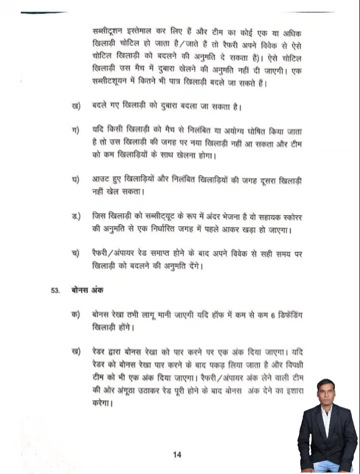 सब्सीटूशन इस्तेमाल कर लिए हैं और टीम का कोई एक या अधिक
खिलाड़ी चोटिल हो जाता है/जाते हैं तो रैफरी अपने विवेक से ऐसे
चोटिल खिलाड़ी को बदलने की अनुमति दे सकता है)। ऐसे चोटिल
खिलाड़ी उस मैच में दुबारा खेलने की अनुमति नहीं दी जाएगी। एक
सब्सीटशूयन में कितने भी पात्र खिलाड़ी बदले जा सकते हैं।
ख) बदले गए खिलाड़ी को दुबारा बदला जा सकता है।
ग) यदि किसी खिलाड़ी को मैच से निलंबित या अयोग्य घोषित किया जाता
है तो उस खिलाड़ी की जगह पर नया खिलाड़ी नहीं आ सकता और टीम
को कम खिलाड़ियों के साथ खेलना होगा।
घ) आउट हुए खिलाड़ियों और निलंबित खिलाड़ियों की जगह दूसरा खिलाड़ी
नहीं खेल सकता।
ड.) जिस खिलाड़ी को सब्सीट्यूट के रूप में अंदर भेजना है वो सहायक स्कोरर
की अनुमति से एक निर्धारित जगह में पहले आकर खड़ा हो जाएगा।
च) रैफरी/अंपायर रेड समाप्त होने के बाद अपने विवेक से सही समय पर
खिलाड़ी को बदलने की अनुमति देंगे।
53. बोनस अंक
क) बोनस रेखा तभी लागू मानी जाएगी यदि हॉफ में कम से कम 6 डिफेंडिंग
खिलाड़ी होंगे।
ख) रेडर द्वारा बोनस रेखा को पार करने पर एक अंक दिया जाएगा। यदि
रेडर को बोनस रेखा पार करने के बाद पकड़ लिया जाता है और विपक्षी
टीम को भी एक अंक दिया जाएगा। रैफरी/अंपायर अंक लेने वाली टीम
की ओर अंगूठा उठाकर रेड पूरी होने के बाद बोनस अंक देने का इशारा
करेगा।
14